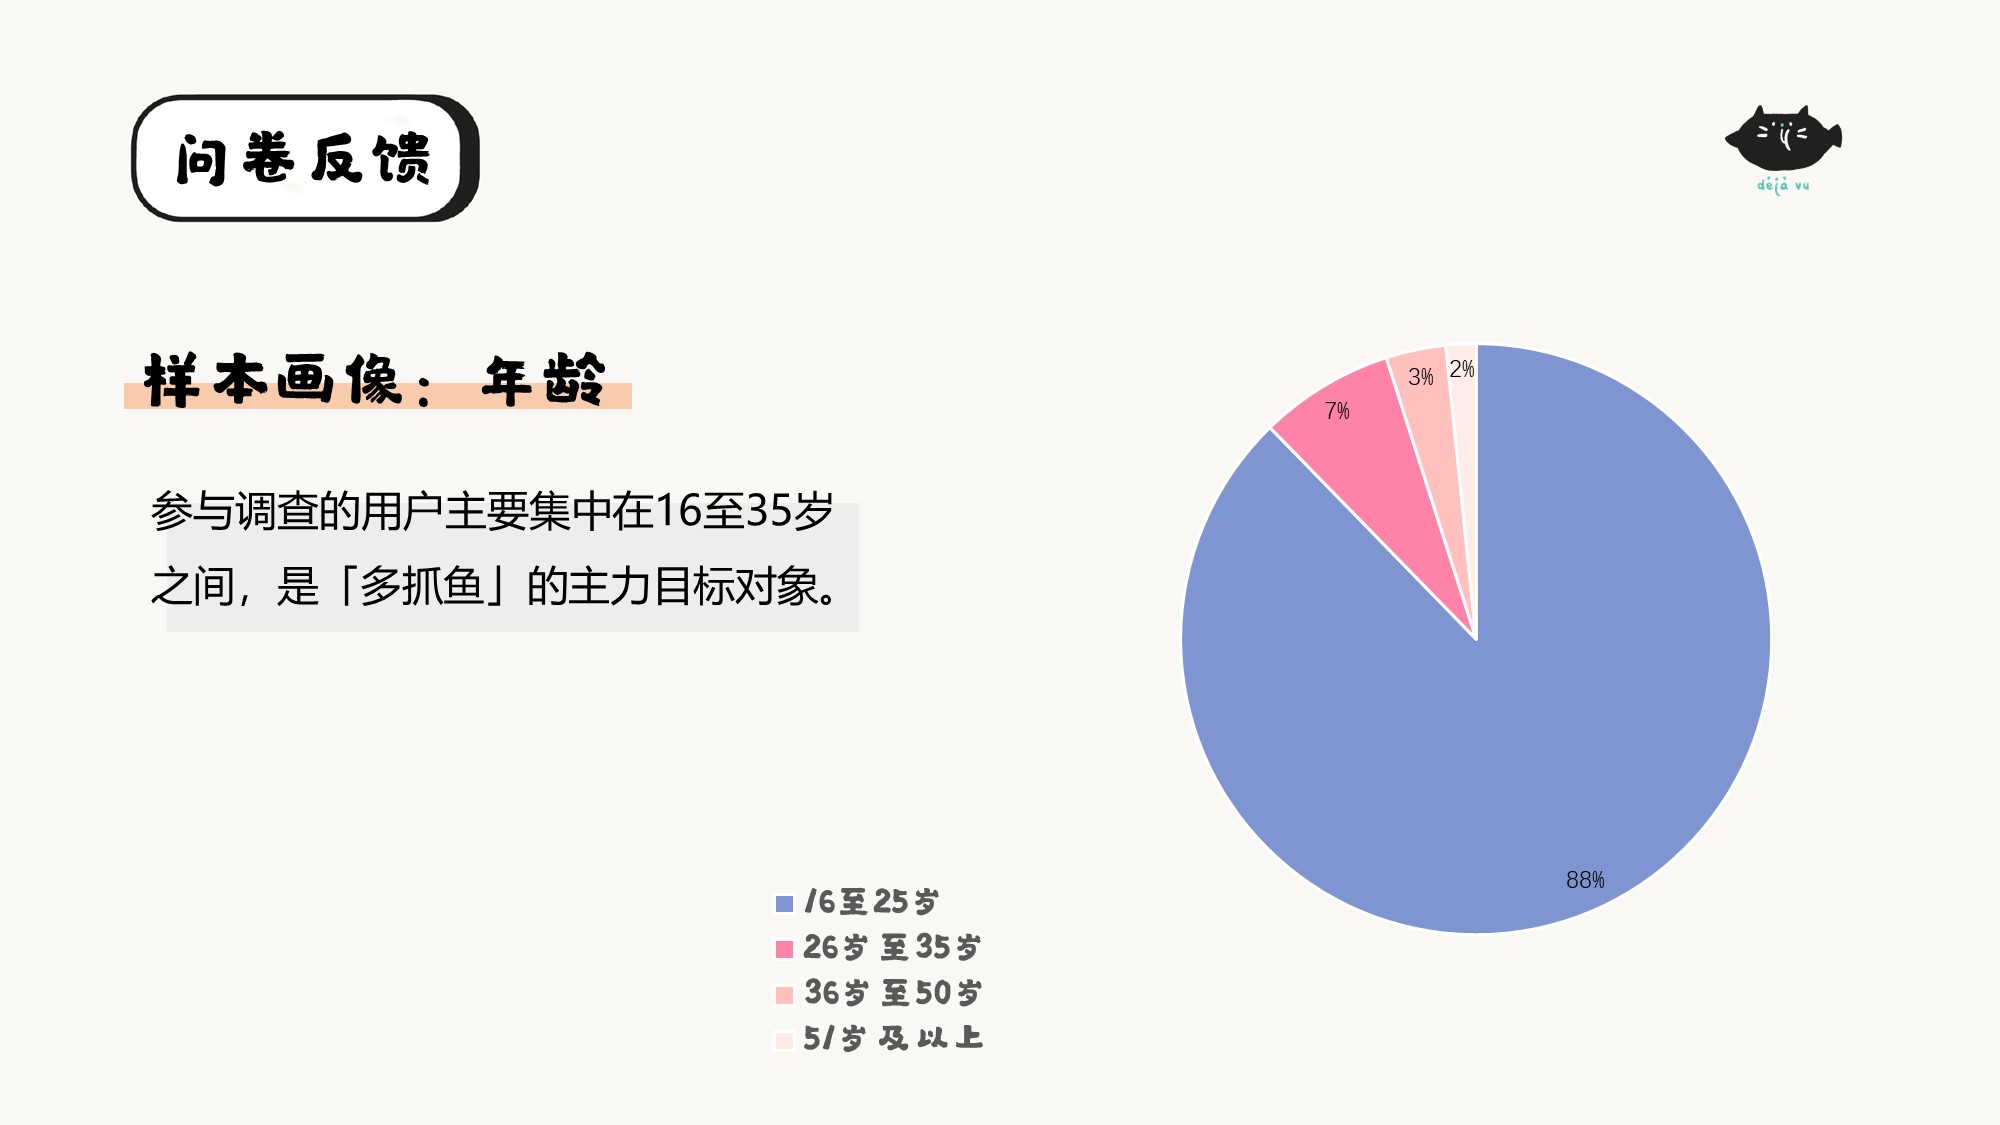 问卷反馈
déjà vu
样本画像：年龄
参与调查的用户主要集中在16至35岁
之间，是「多抓鱼」的主力目标对象。
2%
3%
7%
88%
16至25岁
26岁 至35岁
36岁 至50岁
51岁 及以上